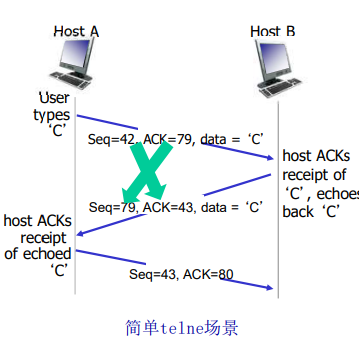 Host A
Host B
User
types
‘C’
Seq=42, ACK=79, data = ‘C’
host ACKs
receipt of
‘C’, echoes
back ‘C’
Seq=79, ACK=43, data = ‘C’
host ACKs
receipt
of echoed
‘C’
Seq=43, ACK=80
简单telne场景